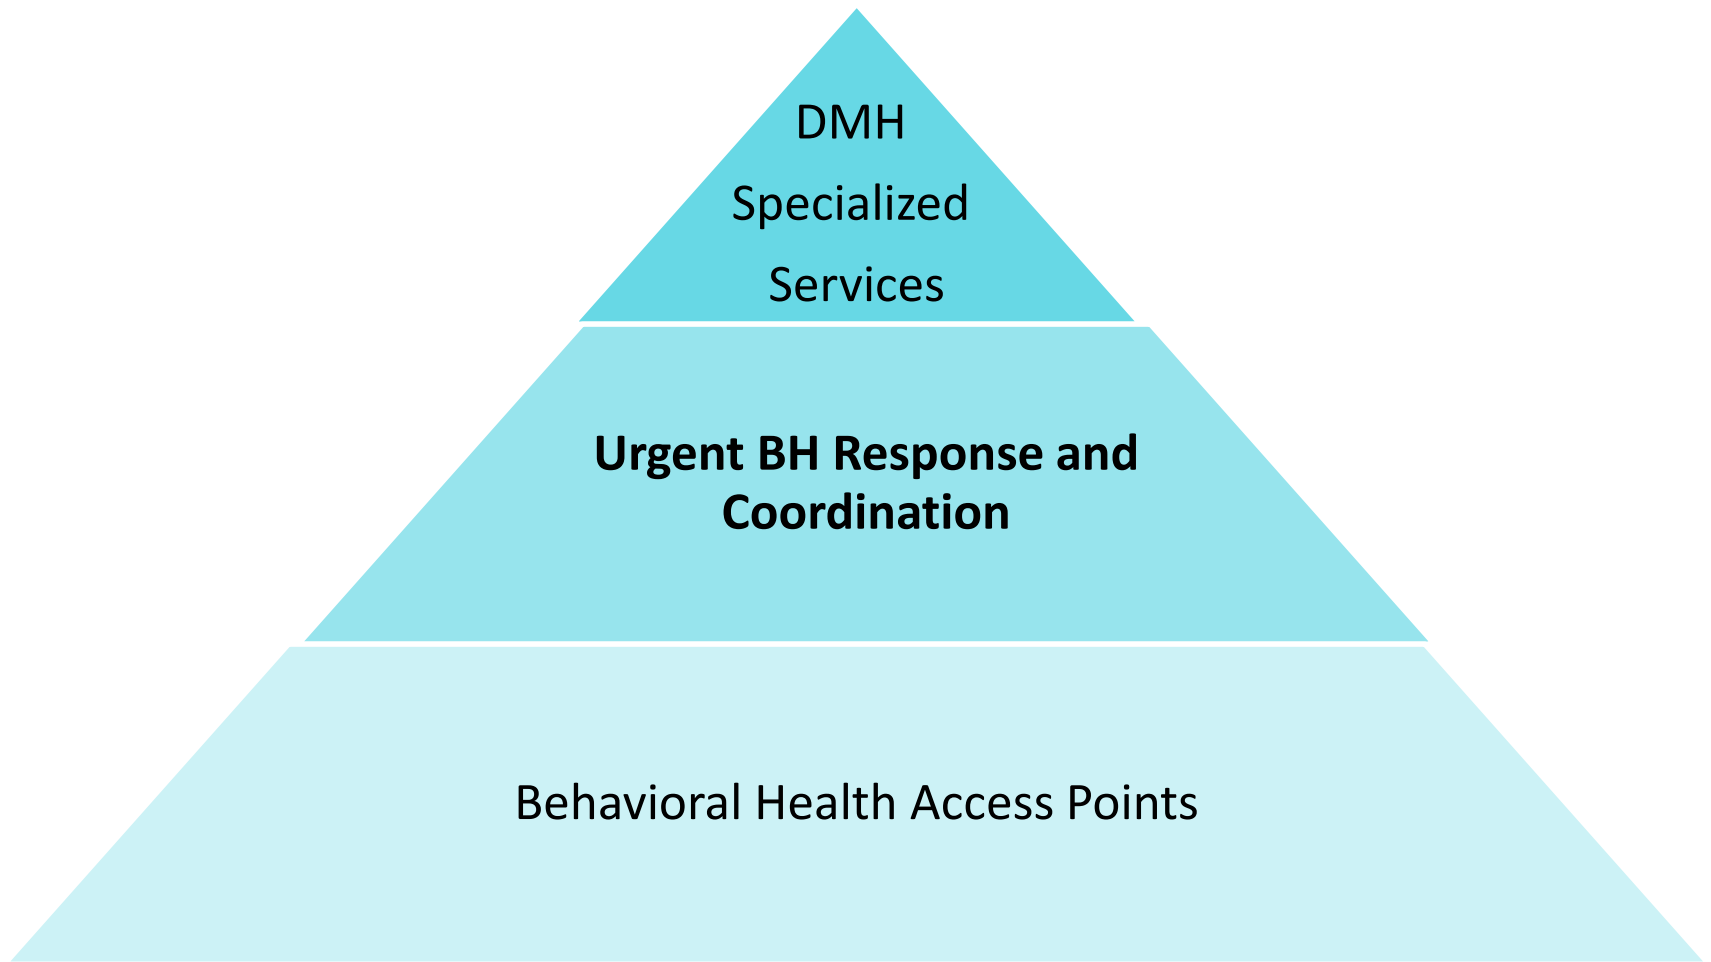 DMH
Specialized
Services
Urgent BH Response and
Coordination
Behavioral Health Access Points